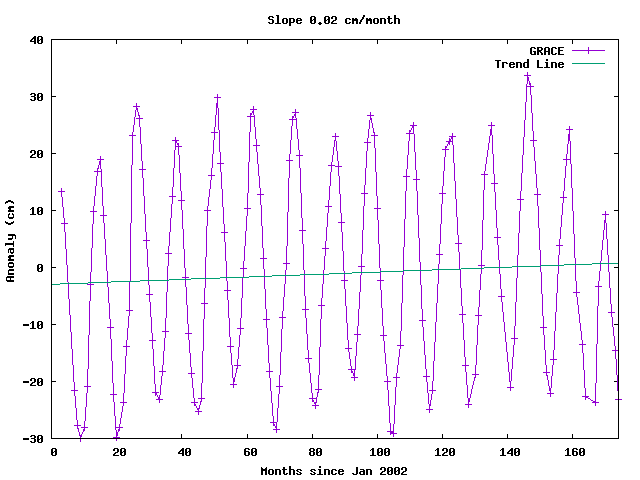 Slope 0.02 cm/month
40
30
20
10
0
-10
-20
-30
0 20 40 60 80 100 120 140 160
Anomaly (cm)
Months since Jan 2002
GRACE
Trend Line